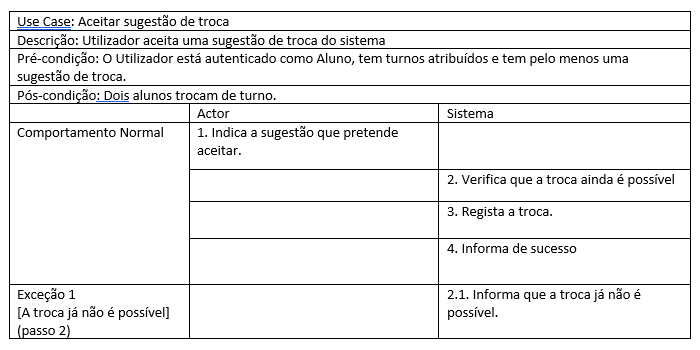 Use Case: Aceitar sugestão de troca
Descrição: Utilizador aceita uma sugestão de troca do sistema
Pré-condição: O Utilizador está autenticado como Aluno, tem turnos atribuídos e tem pelo menos uma
sugestão de troca.
Pós-condição: Dois alunos trocam de turno.
Actor
Sistema
Comportamento Normal
1. Indica a sugestão que pretende
aceitar.
2. Verifica que a troca ainda é possível
3. Regista a troca.
4. Informa de sucesso
Exceção 1
[A troca já não é possível]
(passo 2)
2.1. Informa que a troca já não é
possível.